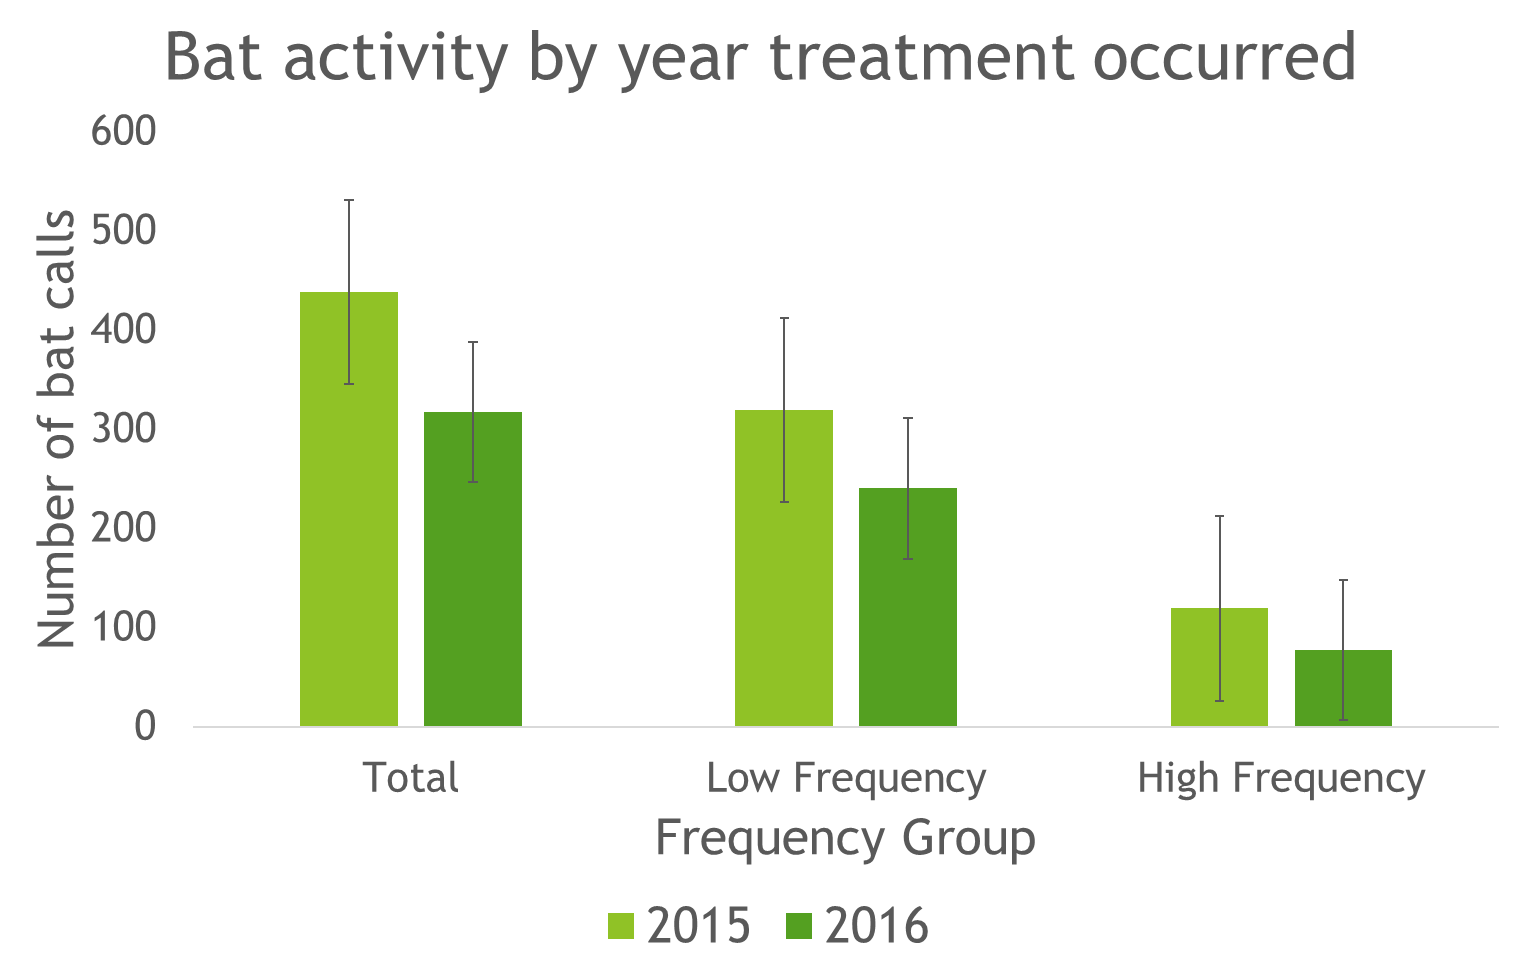 Bat activity by year treatment occurred
600
500
400
300
200
100
0
Number of bat calls
Total
Low Frequency
High Frequency
Frequency Group
2015
2016